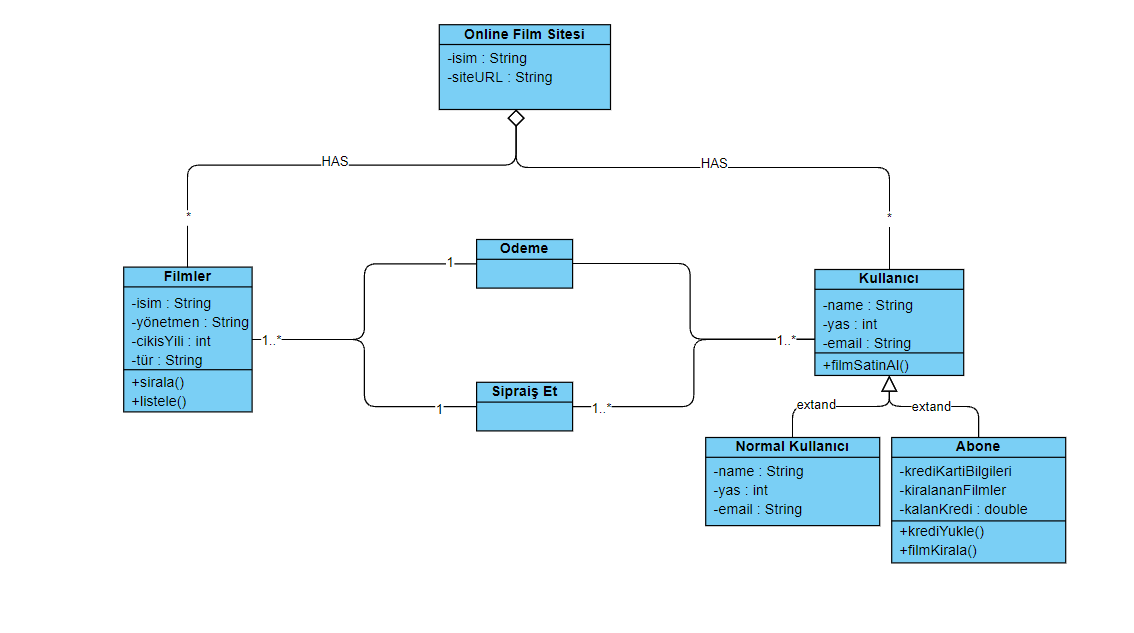 Online Film Sitesi
-isim : String
-siteURL : String
HAS
HAS
*
*
Filmler
-isim : String
-yönetmen : String
-cikisYili : int
-tür : String
+sirala()
+listele()
1..*
1
Odeme
1
Sipraiş Et
1..*
1..*
Kullanıcı
-name : String
-yas : int
-email : String
+filmSatinAl()
extand
extand
Normal Kullanıcı
-name : String
-yas : int
-email : String
Abone
-krediKartiBilgileri
-kiralananFilmler
-kalanKredi : double
+krediYukle()
+filmKirala()